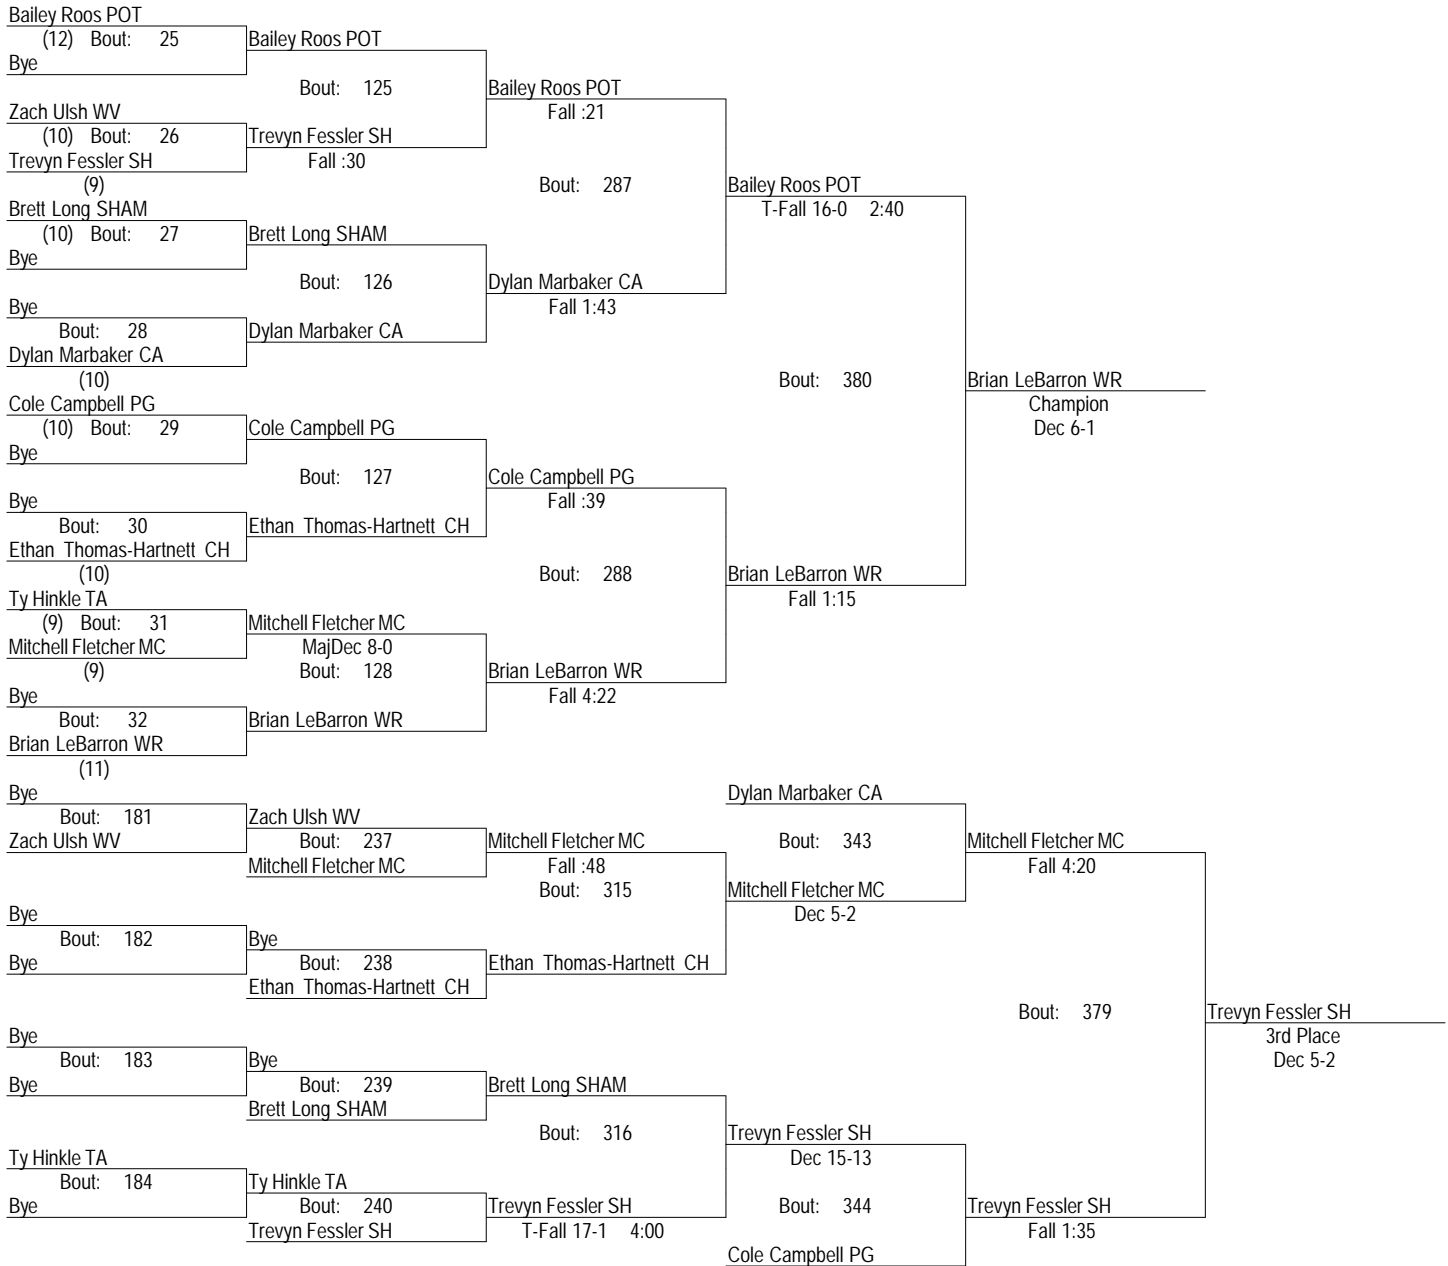 Bailey Roos POT
(12) Bout: 25 Bailey Roos POT
Bye
Bout: 125 Bailey Roos POT
Zach Ulsh WV Fall :21
(10) Bout: 26 Trevyn Fessler SH
Trevyn Fessler SH Fall :30
(9) Bout: 287 Bailey Roos POT
Brett Long SHAM T-Fall 16-0 2:40
(10) Bout: 27 Brett Long SHAM
Bye
Bout: 126 Dylan Marbaker CA
Bye Fall 1:43
Bout: 28 Dylan Marbaker CA
Dylan Marbaker CA
(10) Bout: 380 Brian LeBarron WR
Cole Campbell PG Champion
(10) Bout: 29 Cole Campbell PG Dec 6-1
Bye
Bout: 127 Cole Campbell PG
Bye Fall :39
Bout: 30 Ethan Thomas-Hartnett CH
Ethan Thomas-Hartnett CH
(10) Bout: 288 Brian LeBarron WR
Ty Hinkle TA Fall 1:15
(9) Bout: 31 Mitchell Fletcher MC
Mitchell Fletcher MC MajDec 8-0
(9) Bout: 128 Brian LeBarron WR
Bye Fall 4:22
Bout: 32 Brian LeBarron WR
Brian LeBarron WR
(11)
Bye Dylan Marbaker CA
Bout: 181 Zach Ulsh WV
Zach Ulsh WV Bout: 237 Mitchell Fletcher MC Bout: 343 Mitchell Fletcher MC
Mitchell Fletcher MC Fall :48 Fall 4:20
Bout: 315 Mitchell Fletcher MC
Bye Dec 5-2
Bout: 182 Bye
Bye Bout: 238 Ethan Thomas-Hartnett CH
Ethan Thomas-Hartnett CH
Bout: 379 Trevyn Fessler SH
Bye 3rd Place
Bout: 183 Bye Dec 5-2
Bye Bout: 239 Brett Long SHAM
Brett Long SHAM
Bout: 316 Trevyn Fessler SH
Ty Hinkle TA Dec 15-13
Bout: 184 Ty Hinkle TA
Bye Bout: 240 Trevyn Fessler SH Bout: 344 Trevyn Fessler SH
Trevyn Fessler SH T-Fall 17-1 4:00 Fall 1:35
Cole Campbell PG